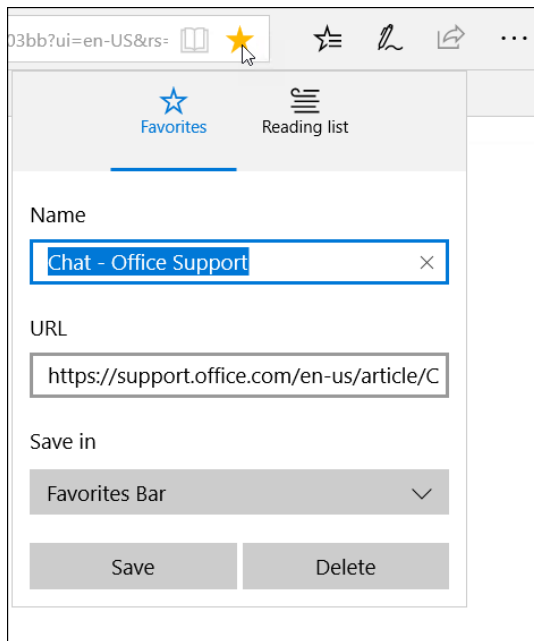 03bb?ui=en-US&rs=
Favorites
Reading list
Name
Chat - Office Support
URL
https://support.office.com/en-us/article/C
Save in
Favorites Bar
Save
Delete